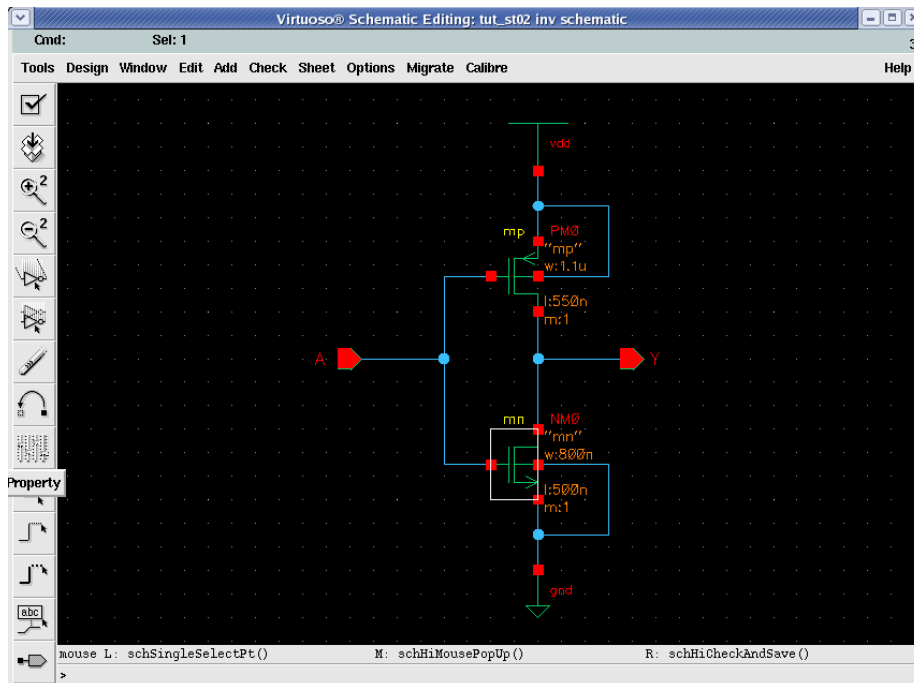 Virtuoso® Schematic Editing: tut_st02 inv schematic
Cmd: Sel: 1
3
Tools Design Window Edit Add Check Sheet Options Migrate Calibre Help
2
2
vdd
mp PM0
"mp"
w:1.1u
l:550n
m:1
A Y
mn NM0
"mn"
w:800n
l:500n
m:1
Property
gnd
abc
mouse L: schSingleSelectPt() M: schHiMousePopUp() R: schHiCheckAndSave()
>